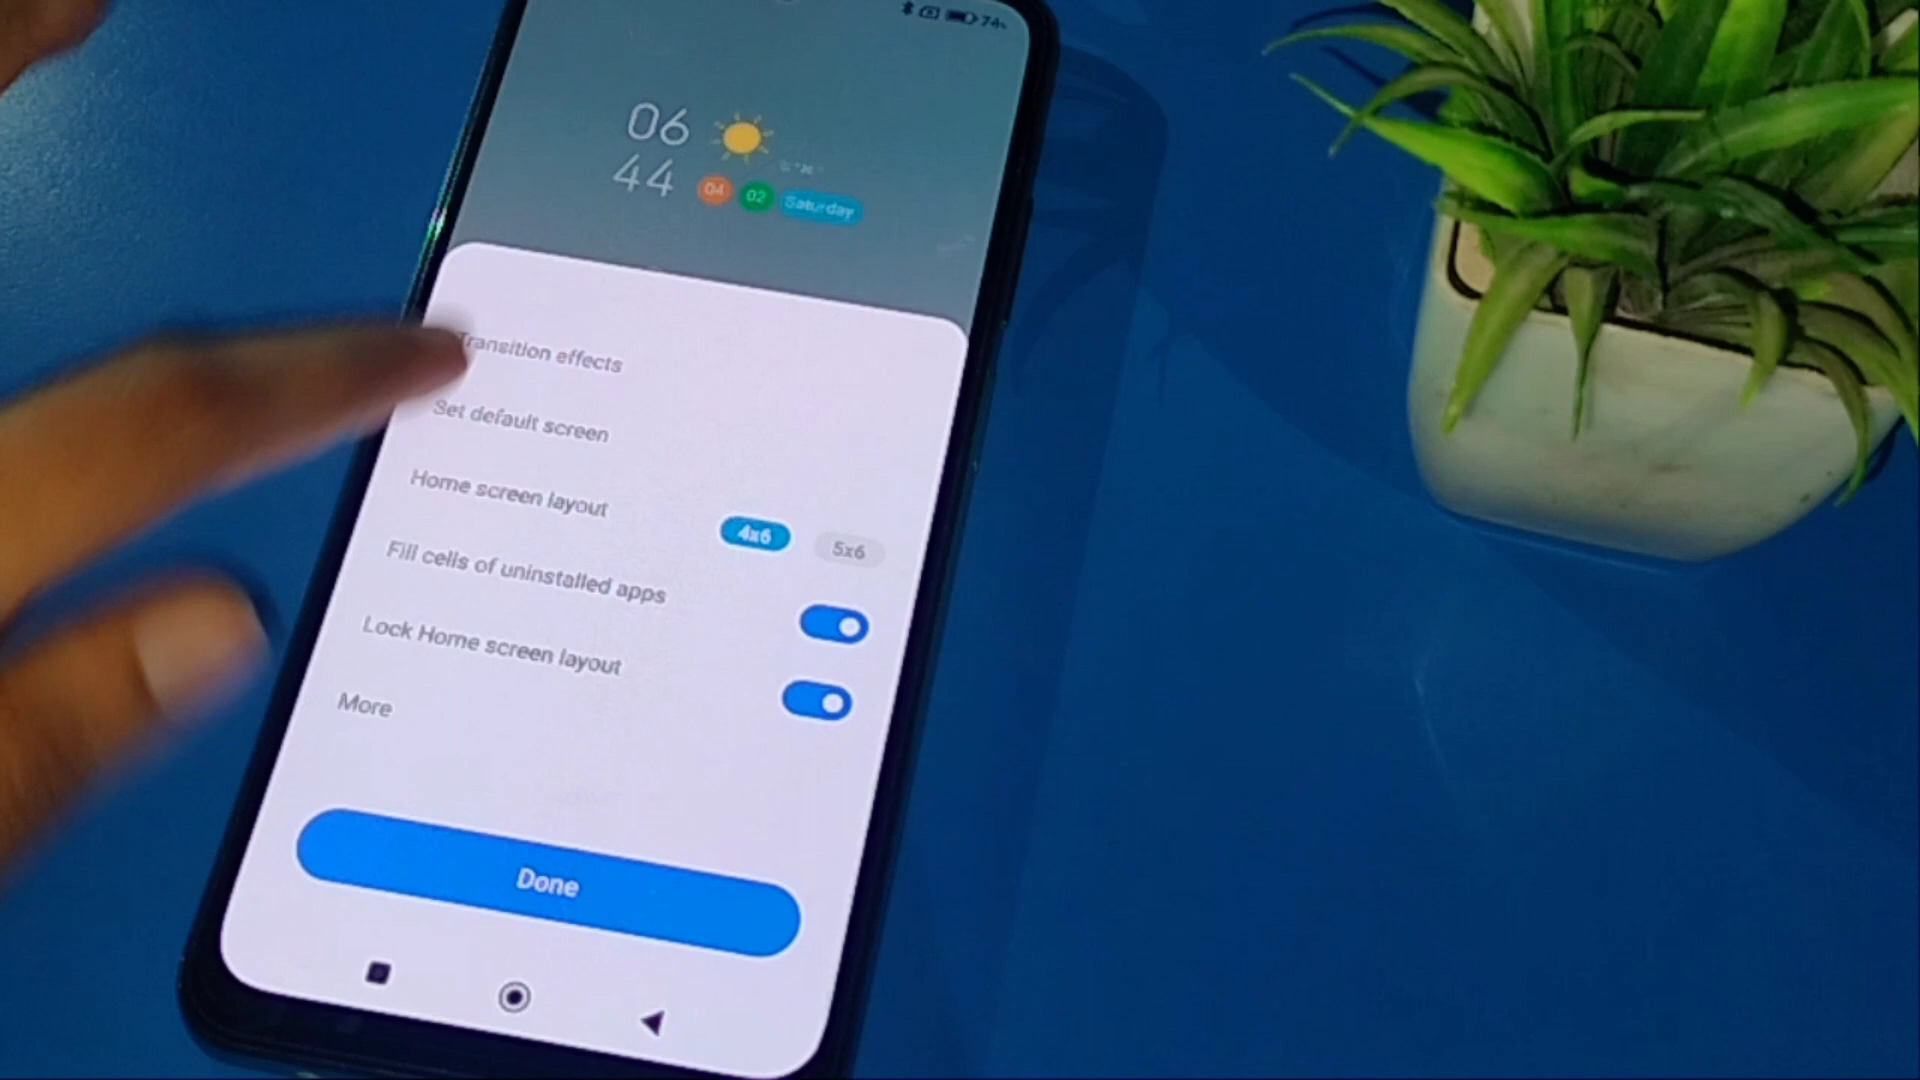 74%
06
44
04 02 Saturday
Transition effects
Set default screen
Home screen layout
4x6 5x6
Fill cells of uninstalled apps
Lock Home screen layout
More
Done